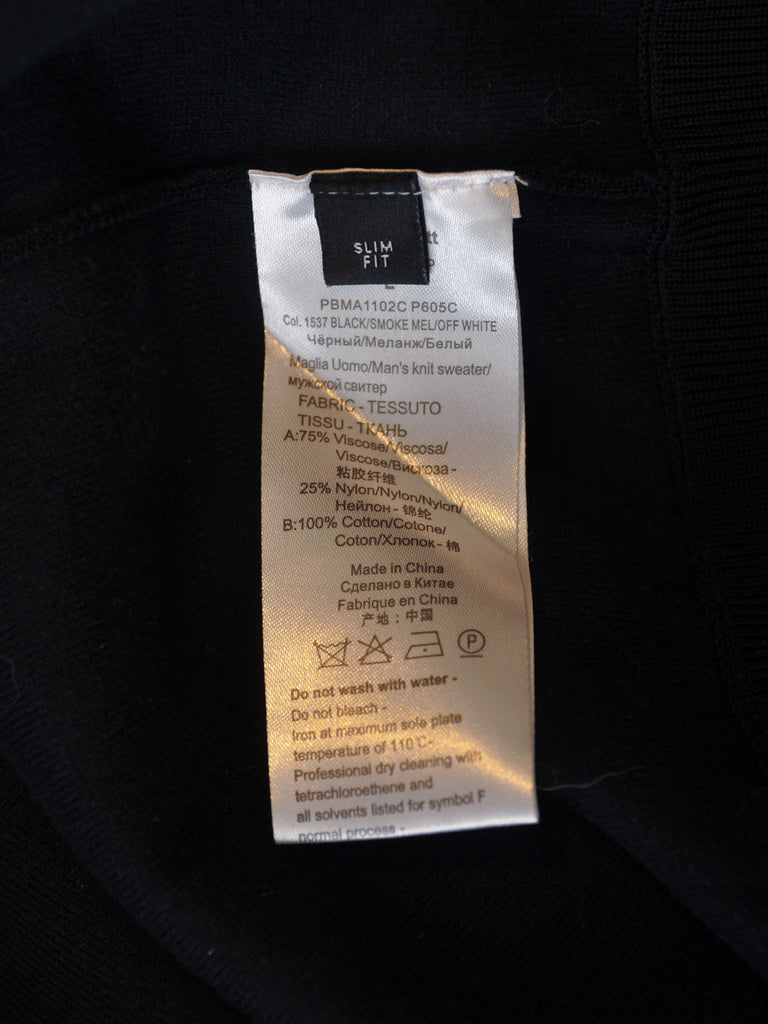 SLIM
FIT
PBMA1102C P605C
Col. 1537 BLACK/SMOKE MEL/OFF WHITE
Чёрный/Меланж/Белый
Maglia Uomo/Man's knit sweater/
мужской свитер
FABRIC - TESSUTO
TISSU - ТКАНЬ
A:75% Viscose/Viscosa/
Viscose/Вискоза -
粘胶纤维
25% Nylon/Nylon/Nylon/
Нейлон - 锦纶
B:100% Cotton/Cotone/
Coton/Хлопок- 棉
Made in China
Сделано в Китае
Fabrique en China
产地：中国
P
Do not wash with water -
Do not bleach -
Iron at maximum sole plate
temperature of 110℃-
Professional dry cleaning with
tetrachloroethene and
all solvents listed for symbol F
normal process -